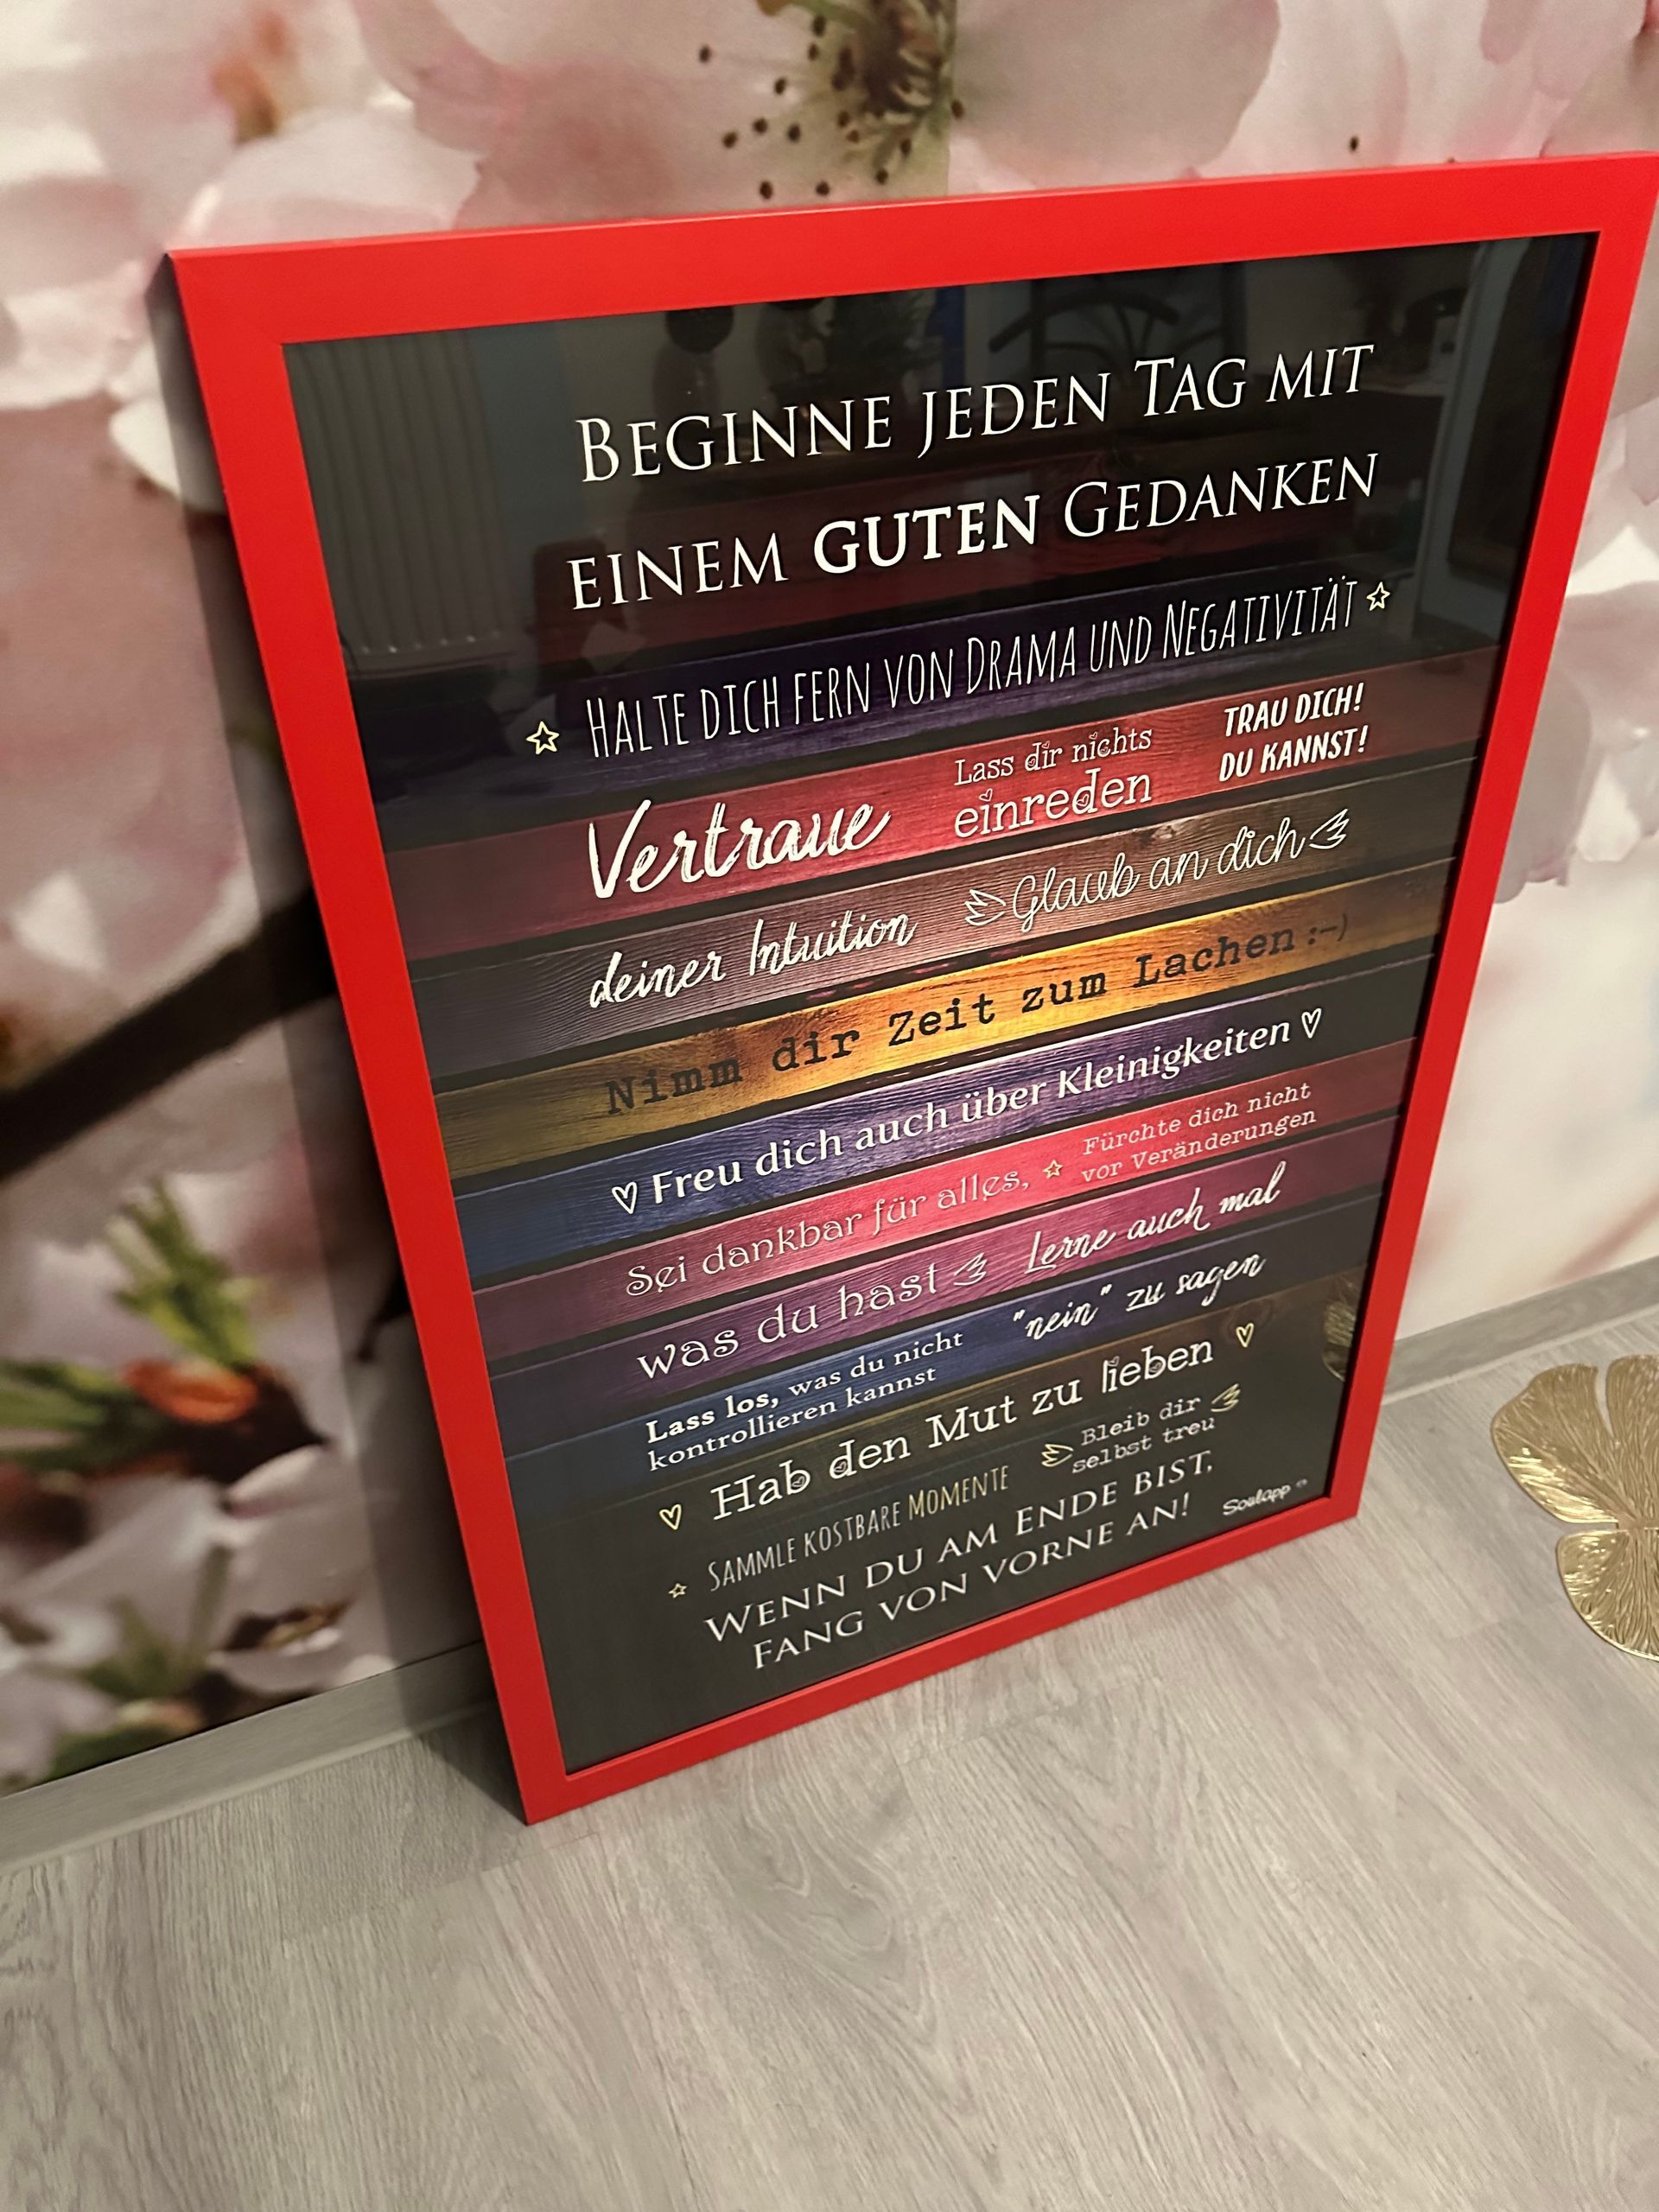 BEGINNE JEDEN TAG MIT
EINEM GUTEN GEDANKEN
☆ HALTE DICH FERN VON DRAMA UND NEGATIVITÄT ☆
Vertraue
deiner Intuition
Lass dir nichts
einreden
TRAU DICH!
DU KANNST!
Glaub an dich
Nimm dir Zeit zum Lachen :-)
♡ Freu dich auch über Kleinigkeiten ♡
Sei dankbar für alles,
was du hast
☆ Fürchte dich nicht
vor Veränderungen
Lerne auch mal
"nein" zu sagen
Lass los, was du nicht
kontrollieren kannst
♡ Hab den Mut zu lieben ♡
☆ SAMMLE KOSTBARE MOMENTE
Bleib dir
selbst treu
WENN DU AM ENDE BIST,
FANG VON VORNE AN!
Soulapp